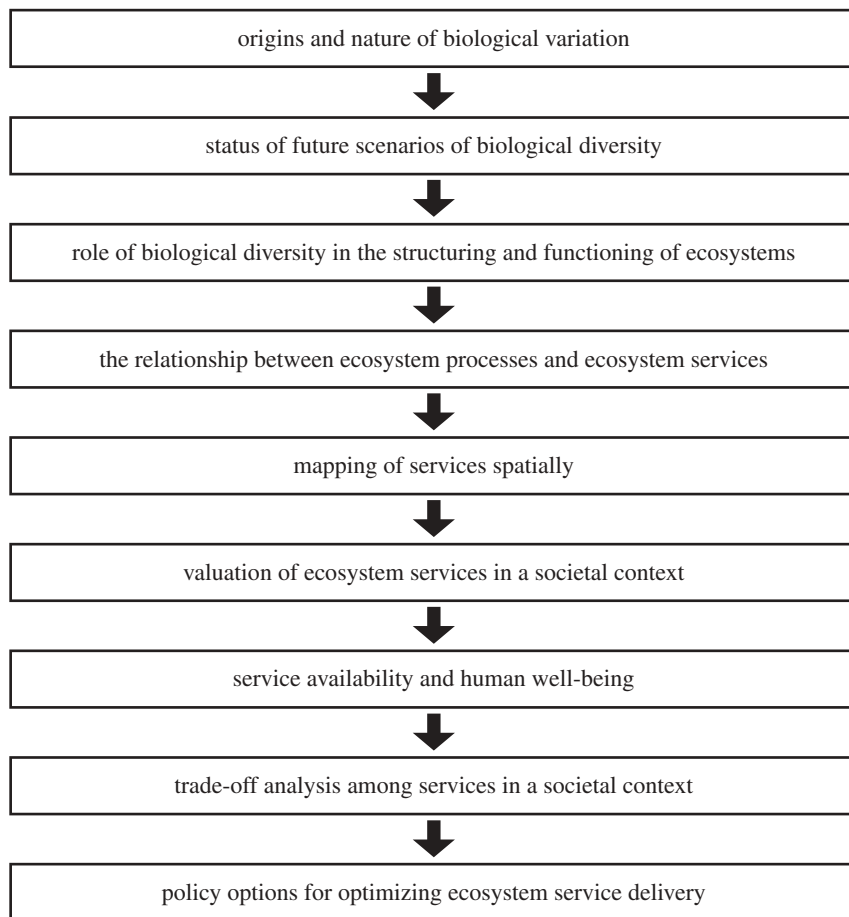 origins and nature of biological variation
status of future scenarios of biological diversity
role of biological diversity in the structuring and functioning of ecosystems
the relationship between ecosystem processes and ecosystem services
mapping of services spatially
valuation of ecosystem services in a societal context
service availability and human well-being
trade-off analysis among services in a societal context
policy options for optimizing ecosystem service delivery